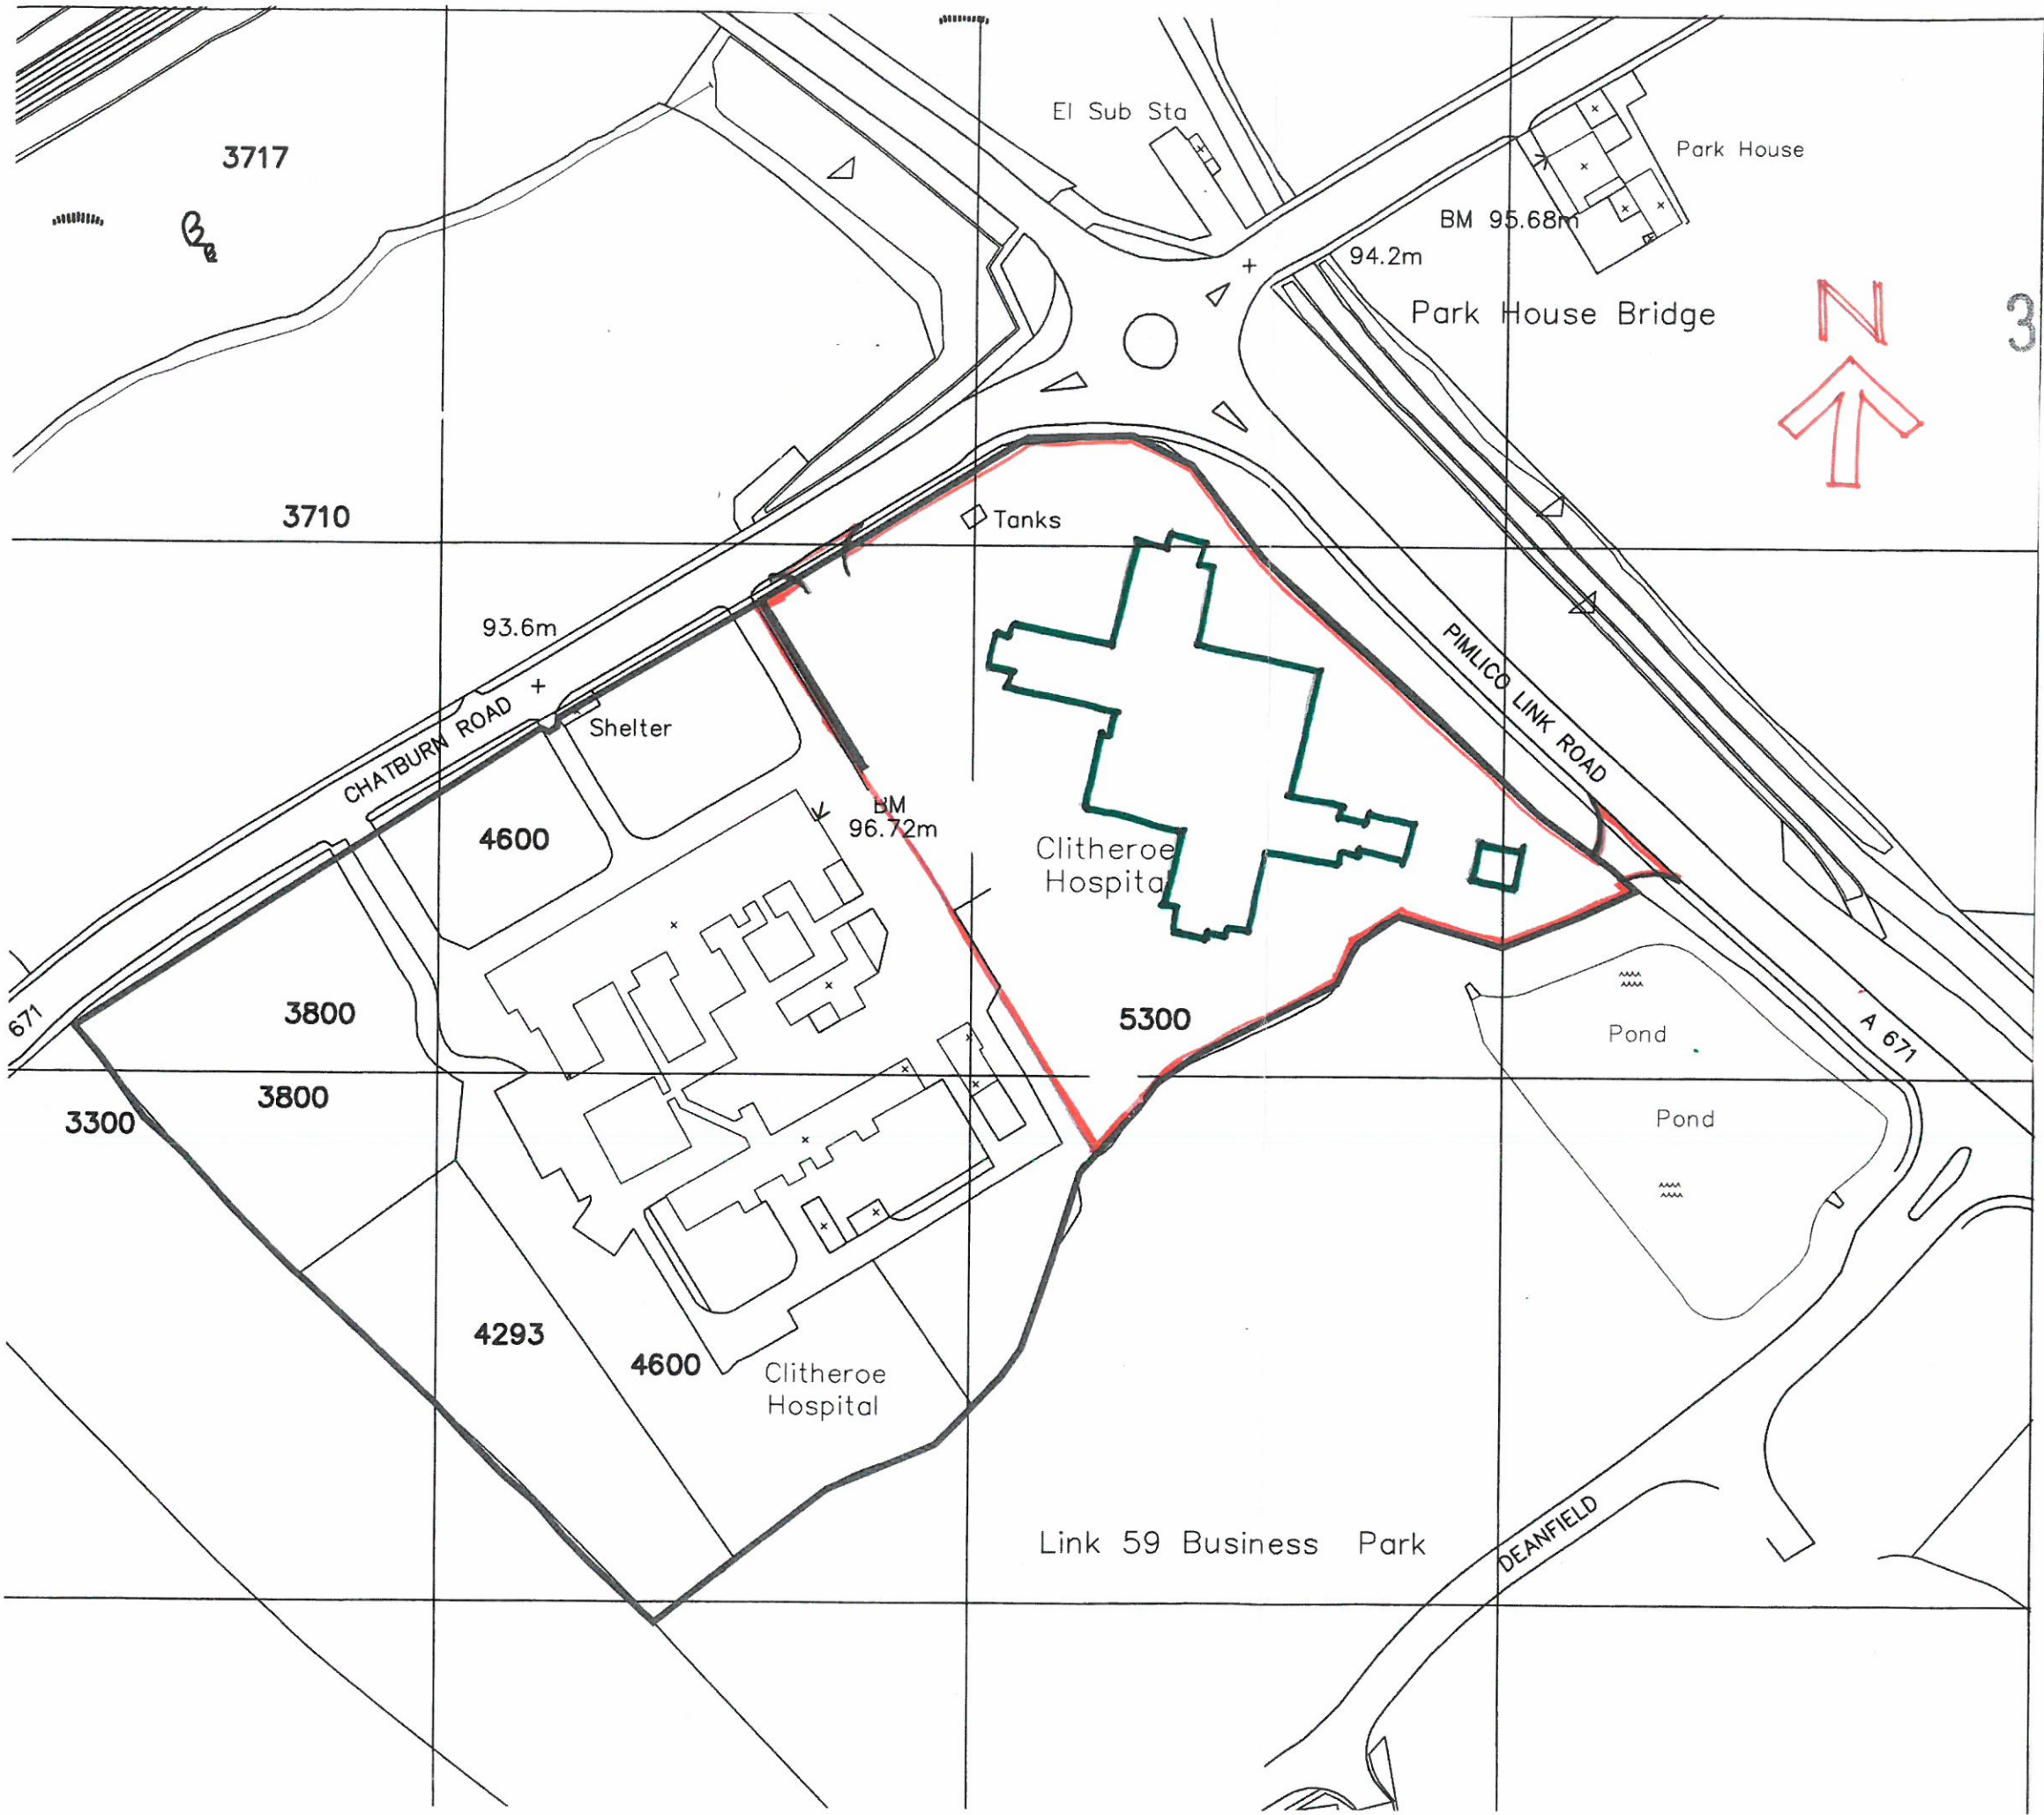 El Sub Sta
Park House
3717
BM 95.68m
94.2m
Park House Bridge
N
3
3710
Tanks
93.6m
PIMLICO LINK ROAD
CHATBURN ROAD
Shelter
BM
96.72m
4600
Clitheroe
Hospita
3800
5300
671
Pond
A 671
3800
3300
Pond
4293
4600
Clitheroe
Hospital
Link 59 Business Park
DEANFIELD